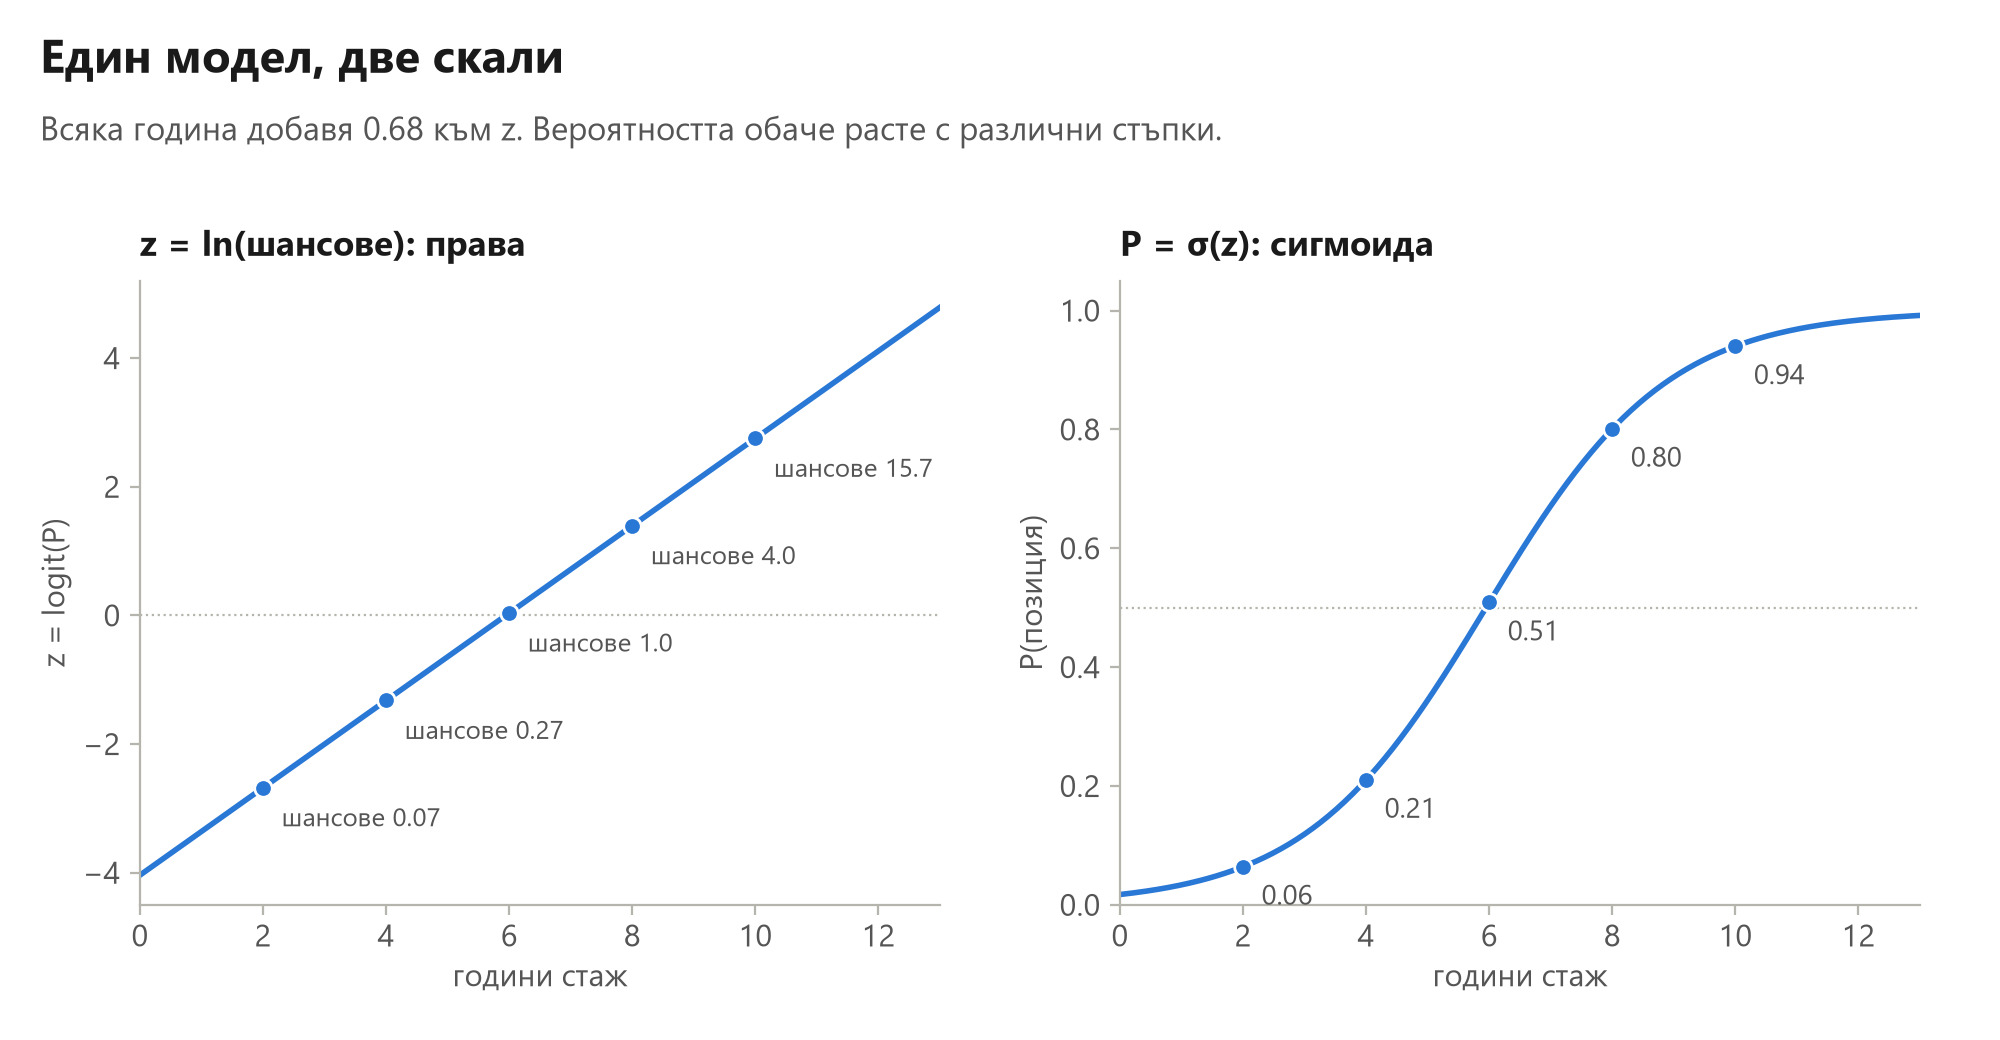 Един модел, две скали
Всяка година добавя 0.68 към z. Вероятността обаче расте с различни стъпки.
z = ln(шансове): права
z = logit(P)
4
2
0
−2
−4
шансове 15.7
шансове 4.0
шансове 1.0
шансове 0.27
шансове 0.07
0 2 4 6 8 10 12
години стаж
P = σ(z): сигмоида
P(позиция)
1.0
0.8
0.6
0.4
0.2
0.0
0.94
0.80
0.51
0.21
0.06
0 2 4 6 8 10 12
години стаж